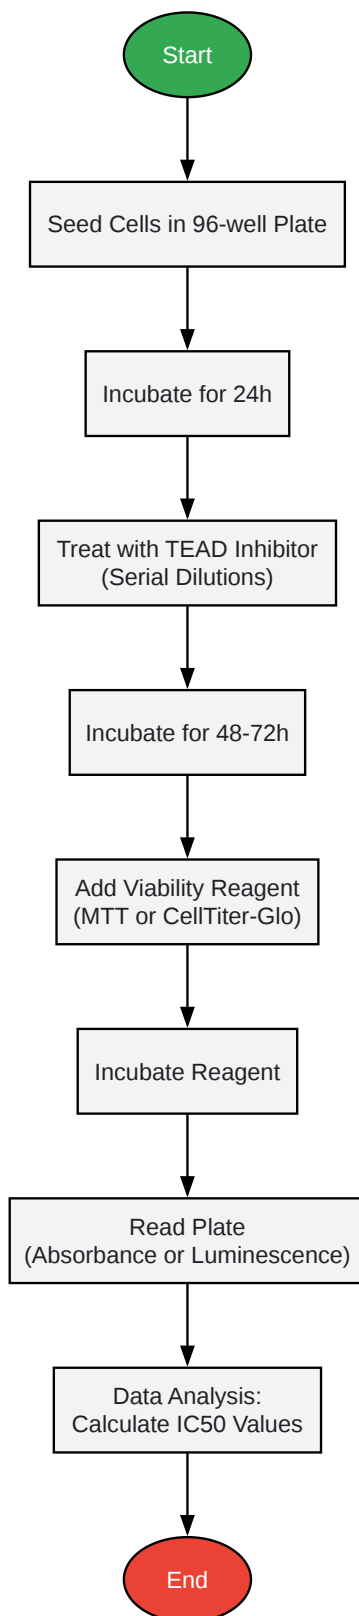 Start
Seed Cells in 96-well Plate
Incubate for 24h
Treat with TEAD Inhibitor
(Serial Dilutions)
Incubate for 48-72h
Add Viability Reagent
(MTT or CellTiter-Glo)
Incubate Reagent
Read Plate
(Absorbance or Luminescence)
Data Analysis:
Calculate IC50 Values
End